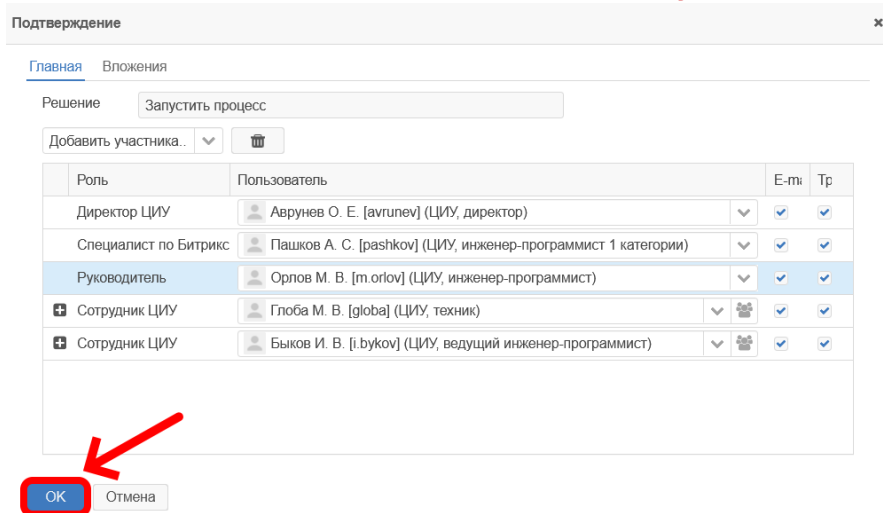 Подтверждение
Главная Вложения
Решение Запустить процесс
Добавить участника..
Роль Пользователь E-ma Тр
Директор ЦИУ Аврунев О. Е. [avrunev] (ЦИУ, директор)
Специалист по Битрикс Пашков А. С. [pashkov] (ЦИУ, инженер-программист 1 категории)
Руководитель Орлов М. В. [m.orlov] (ЦИУ, инженер-программист)
Сотрудник ЦИУ Глоба М. В. [globa] (ЦИУ, техник)
Сотрудник ЦИУ Быков И. В. [i.bykov] (ЦИУ, ведущий инженер-программист)
OK Отмена